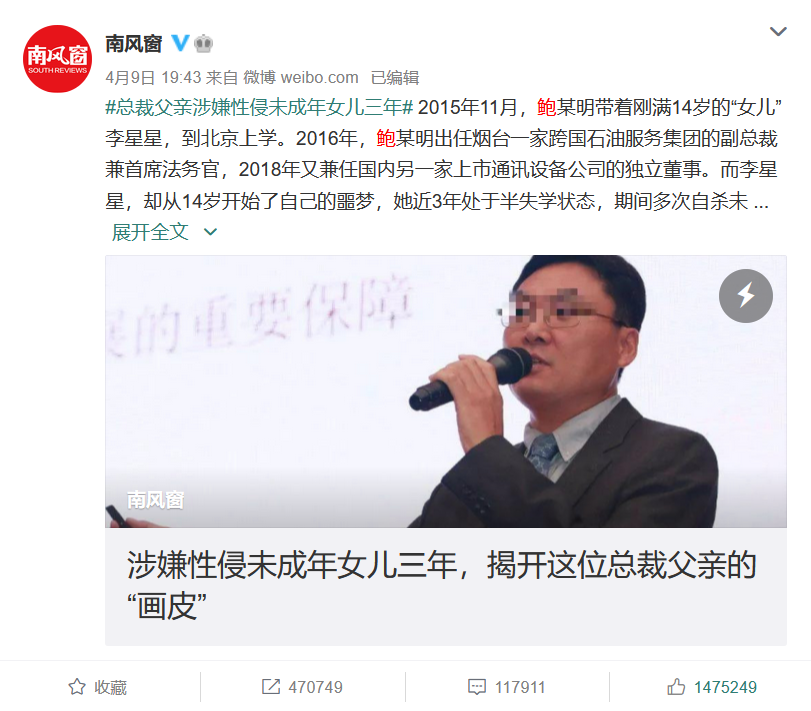 南风窗
SOUTH REVIEWS
南风窗
4月9日 19:43 来自 微博 weibo.com 已编辑
#总裁父亲涉嫌性侵未成年女儿三年# 2015年11月，鲍某明带着刚满14岁的“女儿”
李星星，到北京上学。2016年，鲍某明出任烟台一家跨国石油服务集团的副总裁
兼首席法务官，2018年又兼任国内另一家上市通讯设备公司的独立董事。而李星
星，却从14岁开始了自己的噩梦，她近3年处于半失学状态，期间多次自杀未 ...
展开全文
展的重要保障
南风窗
涉嫌性侵未成年女儿三年，揭开这位总裁父亲的
“画皮”
收藏
470749
117911
1475249